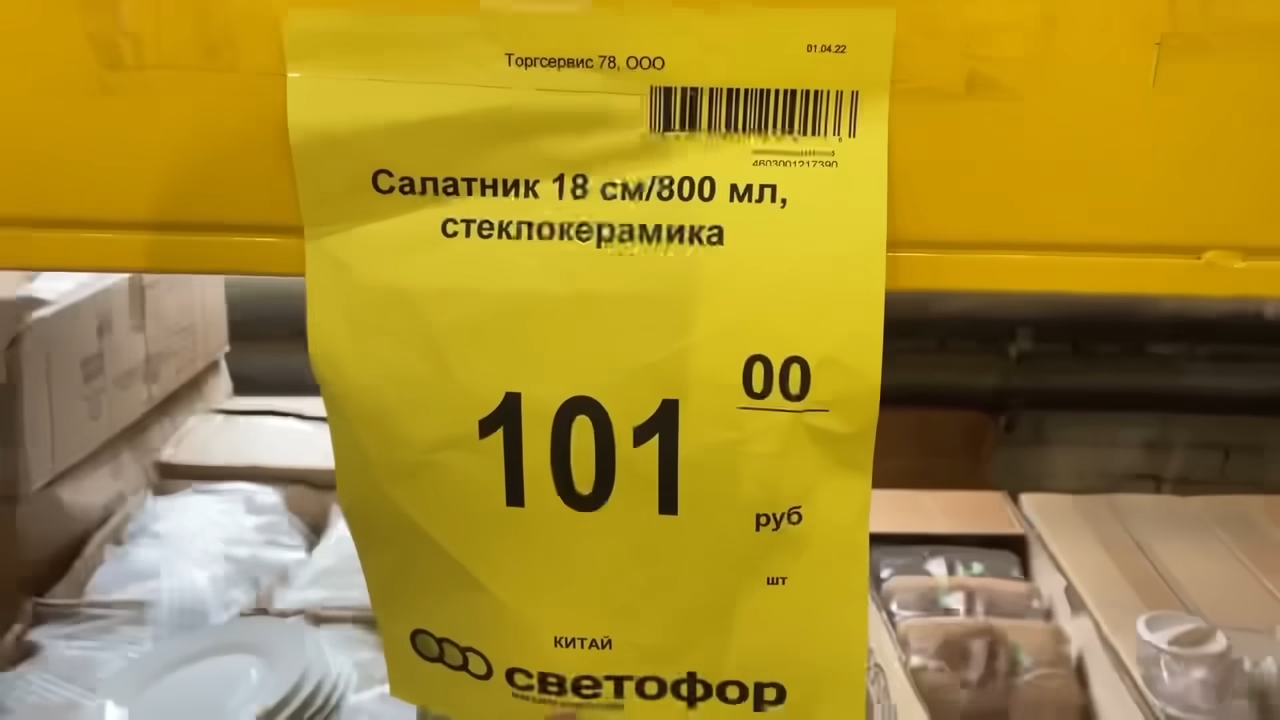 01.04.22
Торгсервис 78, ООО
4603001217390
Салатник 18 см/800 мл,
стеклокерамика
101 00
руб
шт
КИТАЙ
светофор